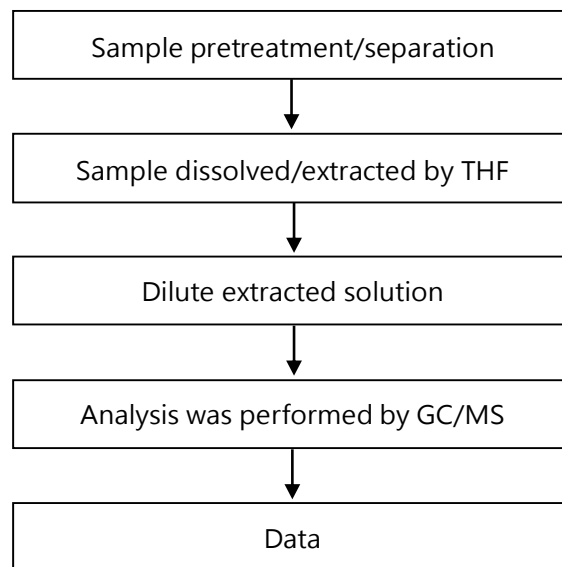 Sample pretreatment/separation
Sample dissolved/extracted by THF
Dilute extracted solution
Analysis was performed by GC/MS
Data